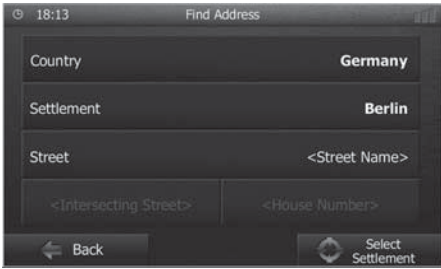 18:13 Find Address
Country Germany
Settlement Berlin
Street <Street Name>
<Intersecting Street> <House Number>
Back Select
Settlement